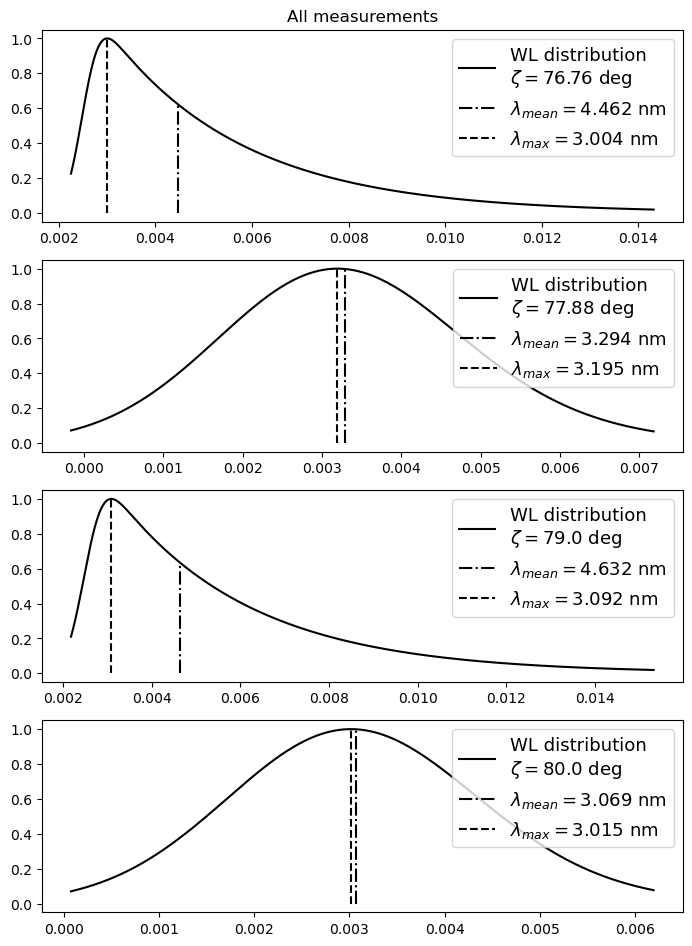 All measurements
1.0
0.8
0.6
0.4
0.2
0.0
WL distribution
ζ = 76.76 deg
λmean = 4.462 nm
λmax = 3.004 nm
0.002 0.004 0.006 0.008 0.010 0.012 0.014
1.0
0.8
0.6
0.4
0.2
0.0
WL distribution
ζ = 77.88 deg
λmean = 3.294 nm
λmax = 3.195 nm
0.000 0.001 0.002 0.003 0.004 0.005 0.006 0.007
1.0
0.8
0.6
0.4
0.2
0.0
WL distribution
ζ = 79.0 deg
λmean = 4.632 nm
λmax = 3.092 nm
0.002 0.004 0.006 0.008 0.010 0.012 0.014
1.0
0.8
0.6
0.4
0.2
0.0
WL distribution
ζ = 80.0 deg
λmean = 3.069 nm
λmax = 3.015 nm
0.000 0.001 0.002 0.003 0.004 0.005 0.006